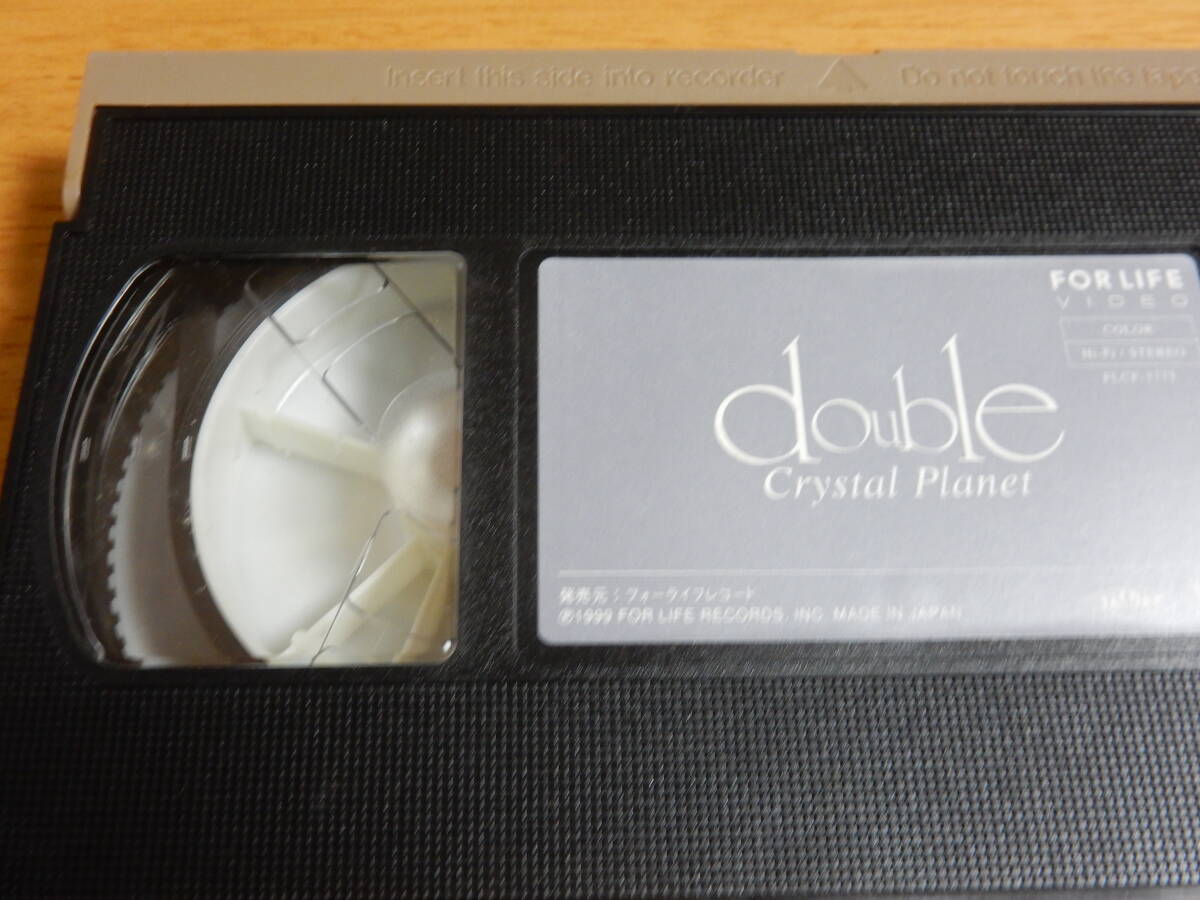 Insert this side into recorder
Do not touch the tape
FOR LIFE
VIDEO
COLOR
Hi-Fi / STEREO
double
Crystal Planet
発売元:フォーライフレコード
℗1999 FOR LIFE RECORDS, INC. MADE IN JAPAN